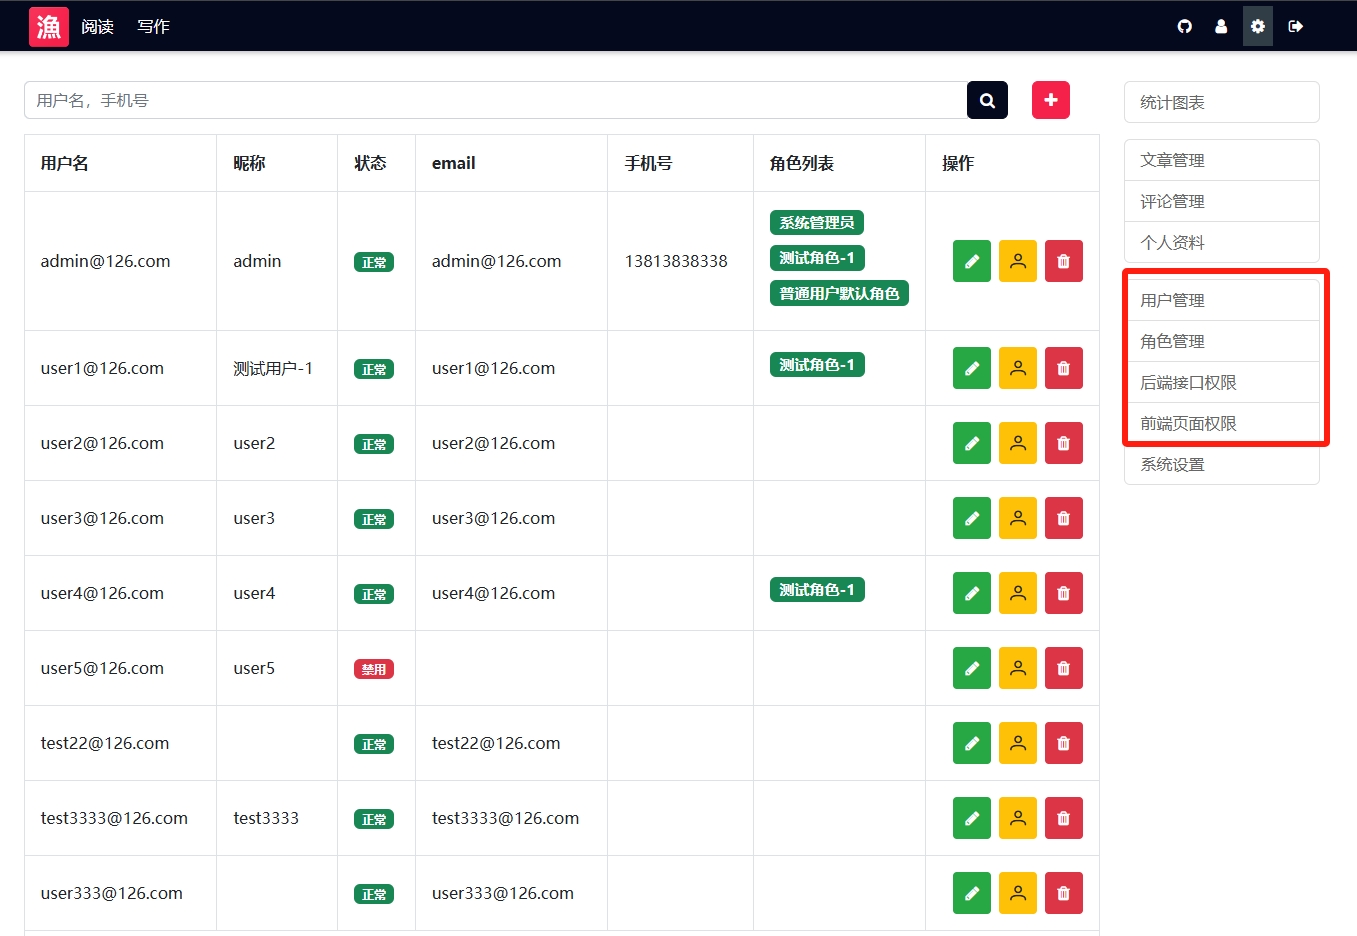 漁 阅读 写作
用户名，手机号
用户名 昵称 状态 email 手机号 角色列表 操作
admin@126.com admin 正常 admin@126.com 13813838338 系统管理员
测试角色-1
普通用户默认角色
user1@126.com 测试用户-1 正常 user1@126.com 测试角色-1
user2@126.com user2 正常 user2@126.com
user3@126.com user3 正常 user3@126.com
user4@126.com user4 正常 user4@126.com 测试角色-1
user5@126.com user5 禁用
test22@126.com 正常 test22@126.com
test3333@126.com test3333 正常 test3333@126.com
user333@126.com 正常 user333@126.com
统计图表
文章管理
评论管理
个人资料
用户管理
角色管理
后端接口权限
前端页面权限
系统设置